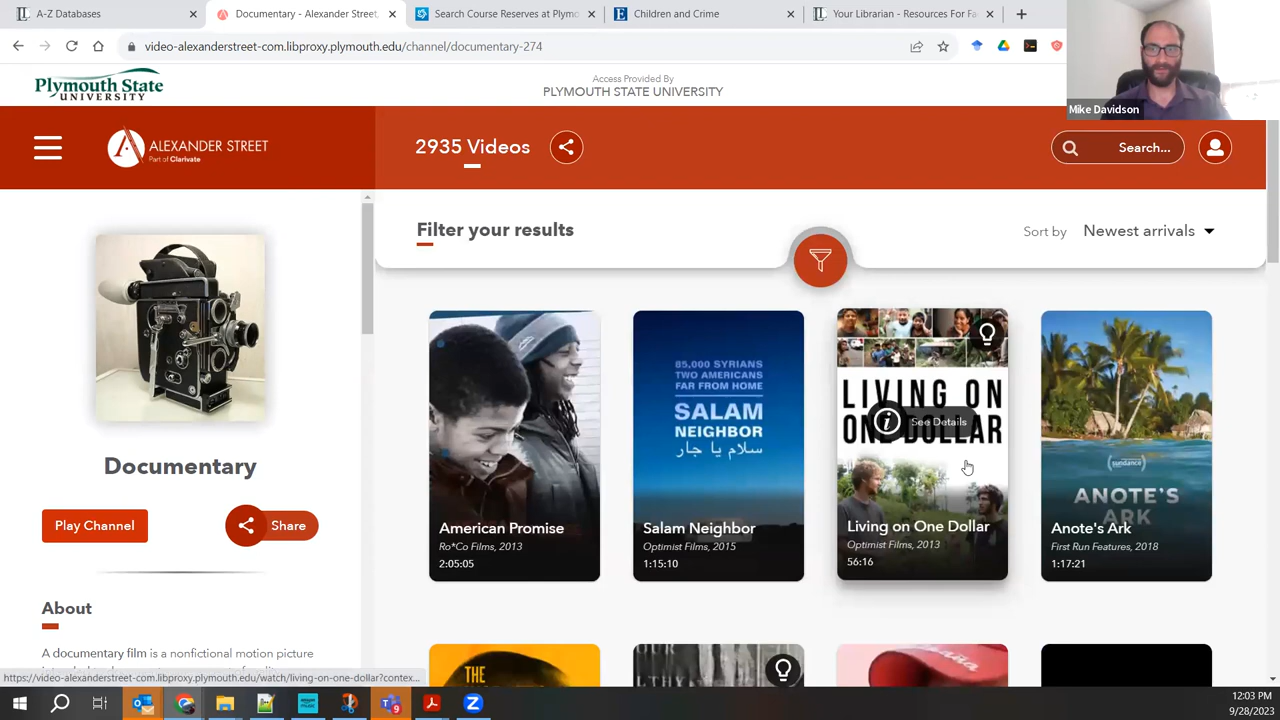 A-Z Databases
Documentary - Alexander Street,
Search Course Reserves at Plymo
Children and Crime
Your Librarian - Resources For Fa
video-alexanderstreet-com.libproxy.plymouth.edu/channel/documentary-274
Mike Davidson
Plymouth State
UNIVERSITY
Access Provided By
PLYMOUTH STATE UNIVERSITY
ALEXANDER STREET
Part of Clarivate
2935 Videos
Search...
Filter your results
Sort by Newest arrivals
Documentary
Play Channel
Share
About
A documentary film is a nonfictional motion picture
American Promise
Ro*Co Films, 2013
2:05:05
85,000 SYRIANS
TWO AMERICANS
FAR FROM HOME
SALAM
NEIGHBOR
سلام يا جار
Salam Neighbor
Optimist Films, 2015
1:15:10
LIVING ON
ONE DOLLAR
See Details
Living on One Dollar
Optimist Films, 2013
56:16
sundance
ANOTE'S
ARK
Anote's Ark
First Run Features, 2018
1:17:21
THE
https://video-alexanderstreet-com.libproxy.plymouth.edu/watch/living-on-one-dollar?contex...
12:03 PM
9/28/2023